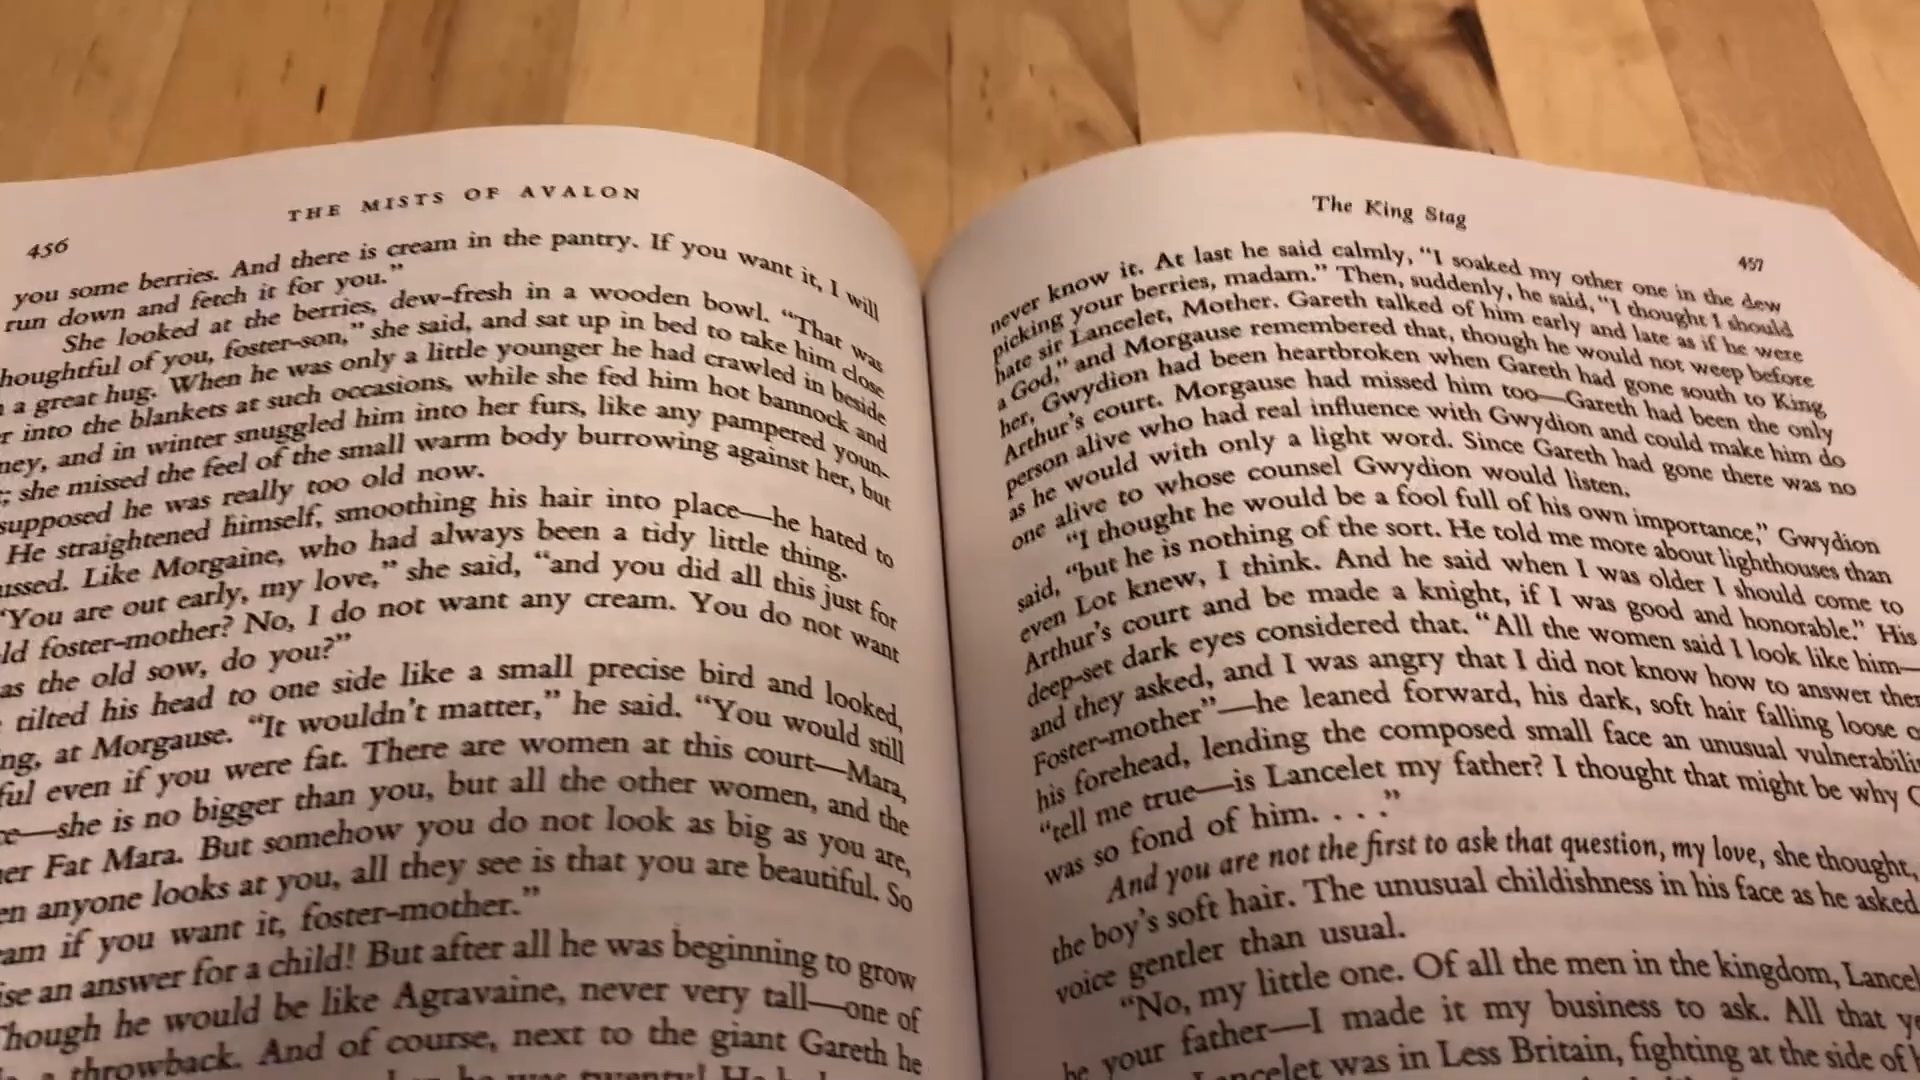 456
THE MISTS OF AVALON
you some berries. And there is cream in the pantry. If you want it, I will
run down and fetch it for you.”
She looked at the berries, dew-fresh in a wooden bowl. “That was
houghtful of you, foster-son,” she said, and sat up in bed to take him close
a great hug. When he was only a little younger he had crawled in beside
r into the blankets at such occasions, while she fed him hot bannock and
ney, and in winter snuggled him into her furs, like any pampered youn-
; she missed the feel of the small warm body burrowing against her, but
supposed he was really too old now.
He straightened himself, smoothing his hair into place—he hated to
ussed. Like Morgaine, who had always been a tidy little thing.
“You are out early, my love,” she said, “and you did all this just for
ld foster-mother? No, I do not want any cream. You do not want
as the old sow, do you?”
tilted his head to one side like a small precise bird and looked,
ng, at Morgause. “It wouldn’t matter,” he said. “You would still
ful even if you were fat. There are women at this court—Mara,
ce—she is no bigger than you, but all the other women, and the
er Fat Mara. But somehow you do not look as big as you are,
en anyone looks at you, all they see is that you are beautiful. So
am if you want it, foster-mother.”
ise an answer for a child! But after all he was beginning to grow
Though he would be like Agravaine, never very tall—one of
a throwback. And of course, next to the giant Gareth he
was twenty! He had
The King Stag
457
never know it. At last he said calmly, “I soaked my other one in the dew
picking your berries, madam.” Then, suddenly, he said, “I thought I should
hate sir Lancelet, Mother. Gareth talked of him early and late as if he were
a God,” and Morgause remembered that, though he would not weep before
her, Gwydion had been heartbroken when Gareth had gone south to King
Arthur’s court. Morgause had missed him too—Gareth had been the only
person alive who had real influence with Gwydion and could make him do
as he would with only a light word. Since Gareth had gone there was no
one alive to whose counsel Gwydion would listen.
“I thought he would be a fool full of his own importance,” Gwydion
said, “but he is nothing of the sort. He told me more about lighthouses than
even Lot knew, I think. And he said when I was older I should come to
Arthur’s court and be made a knight, if I was good and honorable.” His
deep-set dark eyes considered that. “All the women said I look like him—
and they asked, and I was angry that I did not know how to answer ther
Foster-mother”—he leaned forward, his dark, soft hair falling loose o
his forehead, lending the composed small face an unusual vulnerabili
“tell me true—is Lancelet my father? I thought that might be why G
was so fond of him. . . .”
And you are not the first to ask that question, my love, she thought,
the boy’s soft hair. The unusual childishness in his face as he asked
voice gentler than usual.
“No, my little one. Of all the men in the kingdom, Lancel
be your father—I made it my business to ask. All that ye
Lancelet was in Less Britain, fighting at the side of h